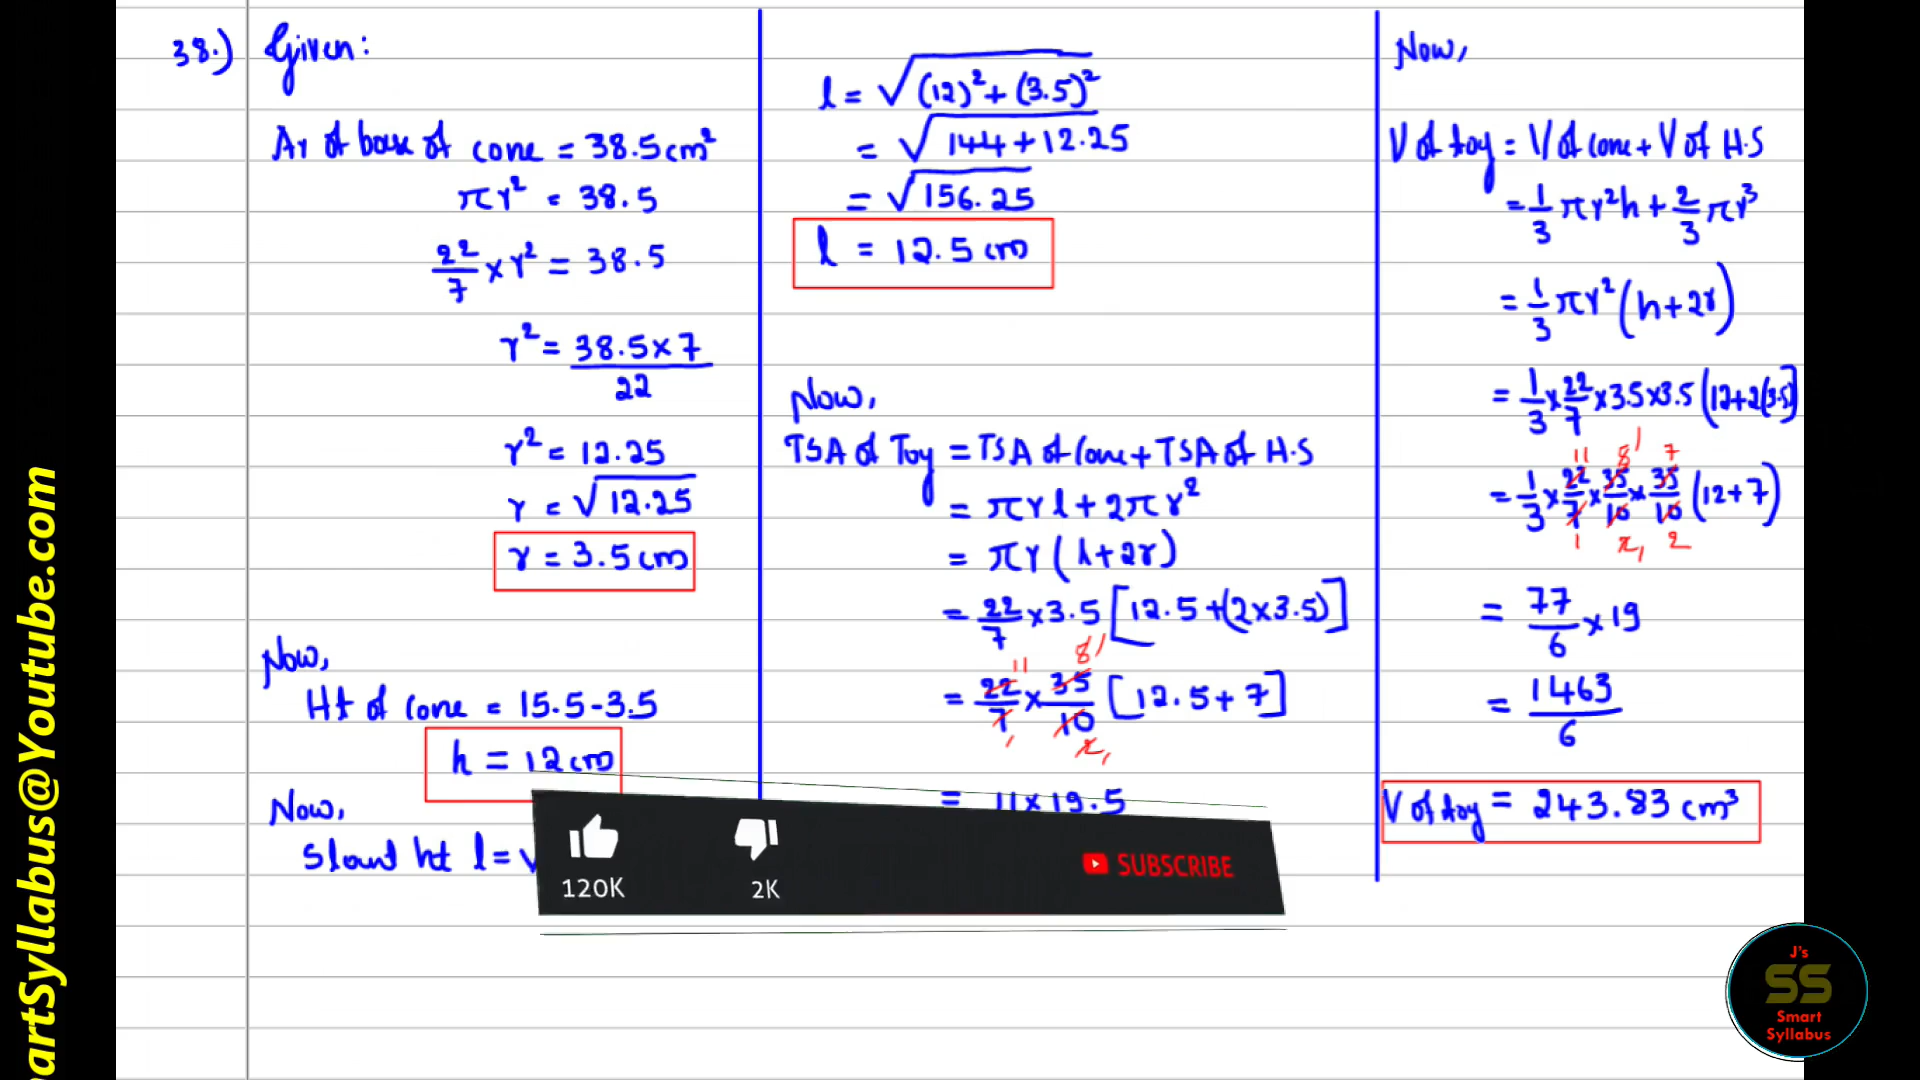 38.) Given:
Ar of base of cone = 38.5 cm²
πr² = 38.5
22/7 × r² = 38.5
r² = 38.5 × 7 / 22
r² = 12.25
r = √12.25
r = 3.5 cm
Now,
Ht of cone = 15.5 - 3.5
h = 12 cm
Now,
Slant ht l = √
l = √(12)² + (3.5)²
= √144 + 12.25
= √156.25
l = 12.5 cm
Now,
TSA of Toy = TSA of Cone + TSA of H.S
= πrl + 2πr²
= πr (l + 2r)
= 22/7 × 3.5 [12.5 + (2 × 3.5)]
= 22/7 × 35/10 [12.5 + 7]
= 11 × 19.5
Now,
V of toy = V of cone + V of H.S
= 1/3 πr²h + 2/3 πr³
= 1/3 πr² (h + 2r)
= 1/3 × 22/7 × 3.5 × 3.5 (12 + 2(3.5)
= 1/3 × 22/7 × 35/10 × 35/10 (12 + 7)
= 77/6 × 19
= 1463/6
V of toy = 243.83 cm³
120K
2K
SUBSCRIBE
artSyllabus@Youtube.com
J's
SS
Smart
Syllabus